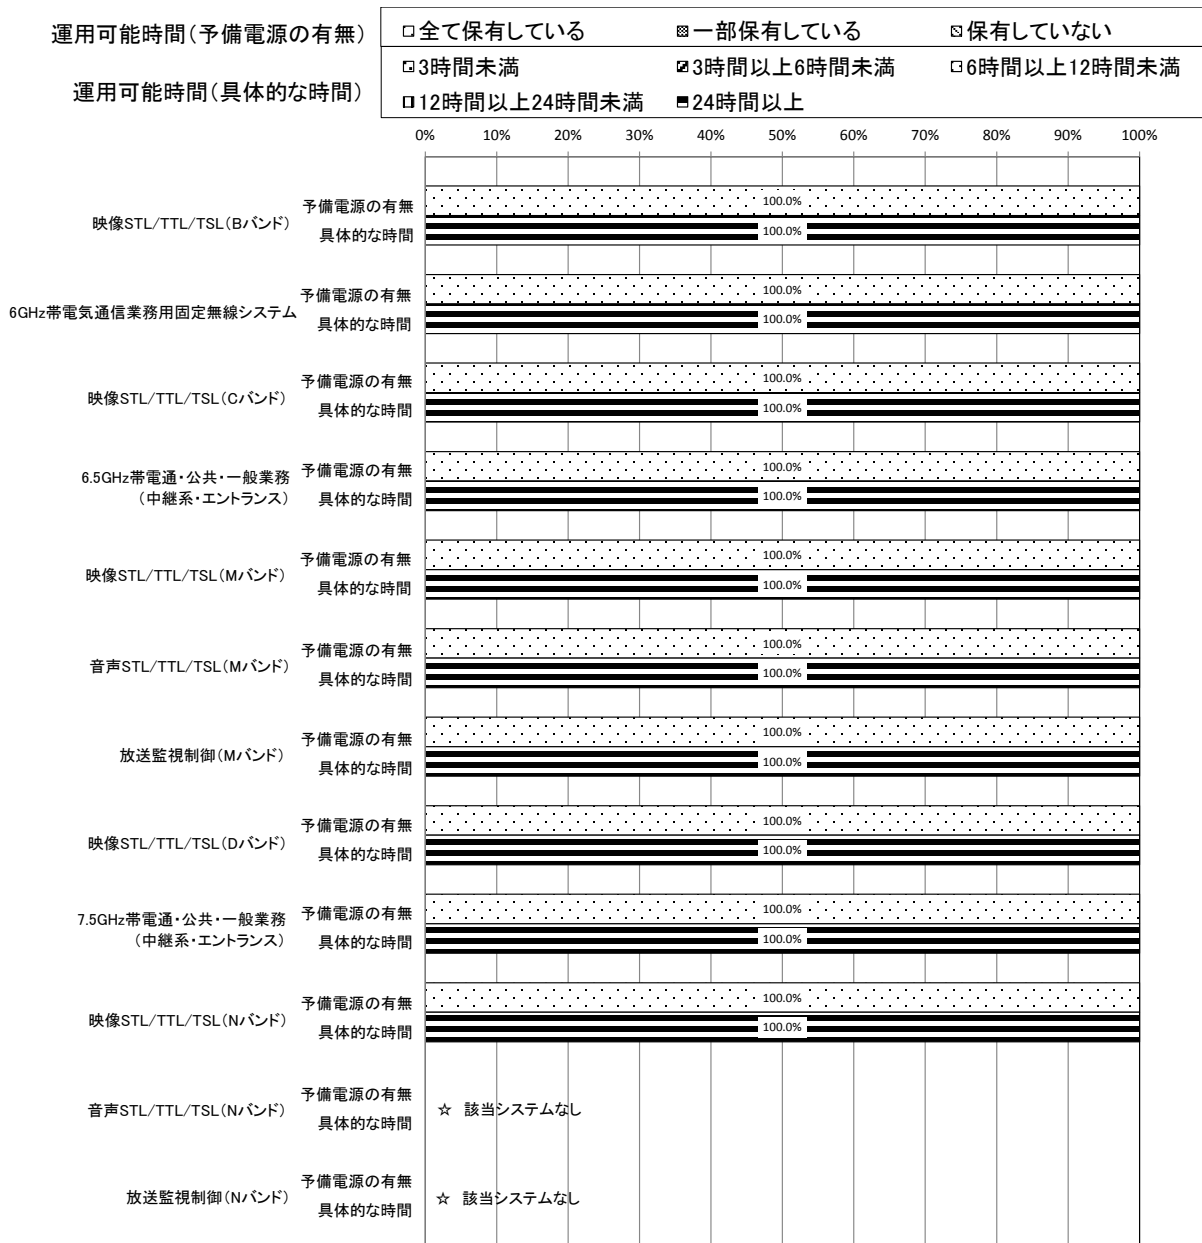 運用可能時間(予備電源の有無)
全て保有している 一部保有している 保有していない
運用可能時間(具体的な時間)
3時間未満 3時間以上6時間未満 6時間以上12時間未満
12時間以上24時間未満 24時間以上
0% 10% 20% 30% 40% 50% 60% 70% 80% 90% 100%
映像STL/TTL/TSL(Bバンド)
予備電源の有無 100.0%
具体的な時間 100.0%
6GHz帯電気通信業務用固定無線システム
予備電源の有無 100.0%
具体的な時間 100.0%
映像STL/TTL/TSL(Cバンド)
予備電源の有無 100.0%
具体的な時間 100.0%
6.5GHz帯電通・公共・一般業務
(中継系・エントランス)
予備電源の有無 100.0%
具体的な時間 100.0%
映像STL/TTL/TSL(Mバンド)
予備電源の有無 100.0%
具体的な時間 100.0%
音声STL/TTL/TSL(Mバンド)
予備電源の有無 100.0%
具体的な時間 100.0%
放送監視制御(Mバンド)
予備電源の有無 100.0%
具体的な時間 100.0%
映像STL/TTL/TSL(Dバンド)
予備電源の有無 100.0%
具体的な時間 100.0%
7.5GHz帯電通・公共・一般業務
(中継系・エントランス)
予備電源の有無 100.0%
具体的な時間 100.0%
映像STL/TTL/TSL(Nバンド)
予備電源の有無 100.0%
具体的な時間 100.0%
音声STL/TTL/TSL(Nバンド)
予備電源の有無
具体的な時間
☆ 該当システムなし
放送監視制御(Nバンド)
予備電源の有無
具体的な時間
☆ 該当システムなし